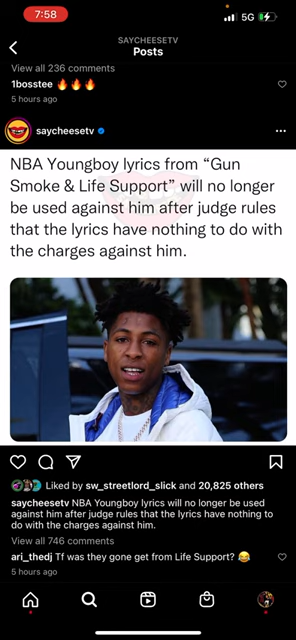 7:58
5G
SAYCHEESETV
Posts
View all 236 comments
1bosstee 🔥🔥🔥
5 hours ago
saycheesetv
NBA Youngboy lyrics from “Gun
Smoke & Life Support” will no longer
be used against him after judge rules
that the lyrics have nothing to do with
the charges against him.
Liked by sw_streetlord_slick and 20,825 others
saycheesetv NBA Youngboy lyrics will no longer be used
against him after judge rules that the lyrics have nothing to
do with the charges against him.
View all 746 comments
ari_thedj Tf was they gone get from Life Support? 😂
5 hours ago